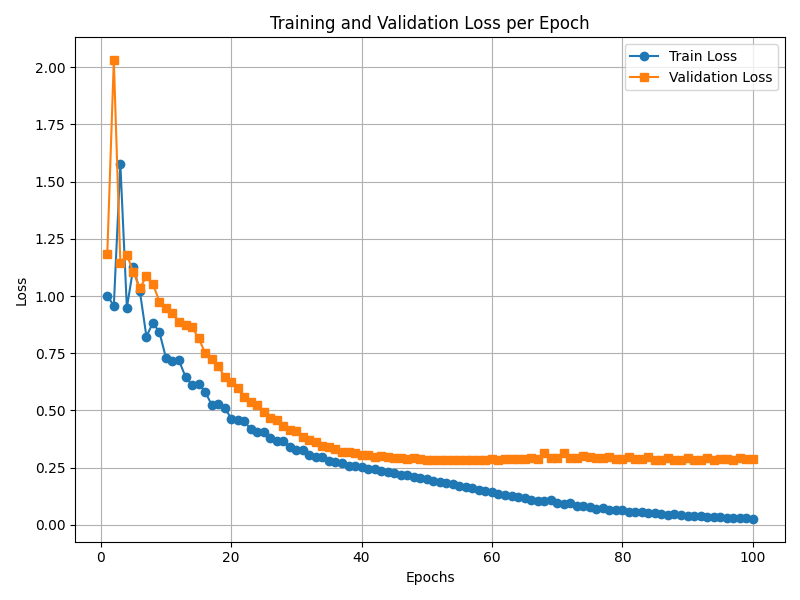 Training and Validation Loss per Epoch
Train Loss
Validation Loss
2.00
1.75
1.50
1.25
1.00
0.75
0.50
0.25
0.00
Loss
0 20 40 60 80 100
Epochs